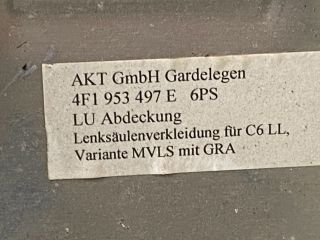 AKT GmbH Gardelegen
4F1 953 497 E 6PS
LU Abdeckung
Lenksäulenverkleidung für C6 LL,
Variante MVLS mit GRA